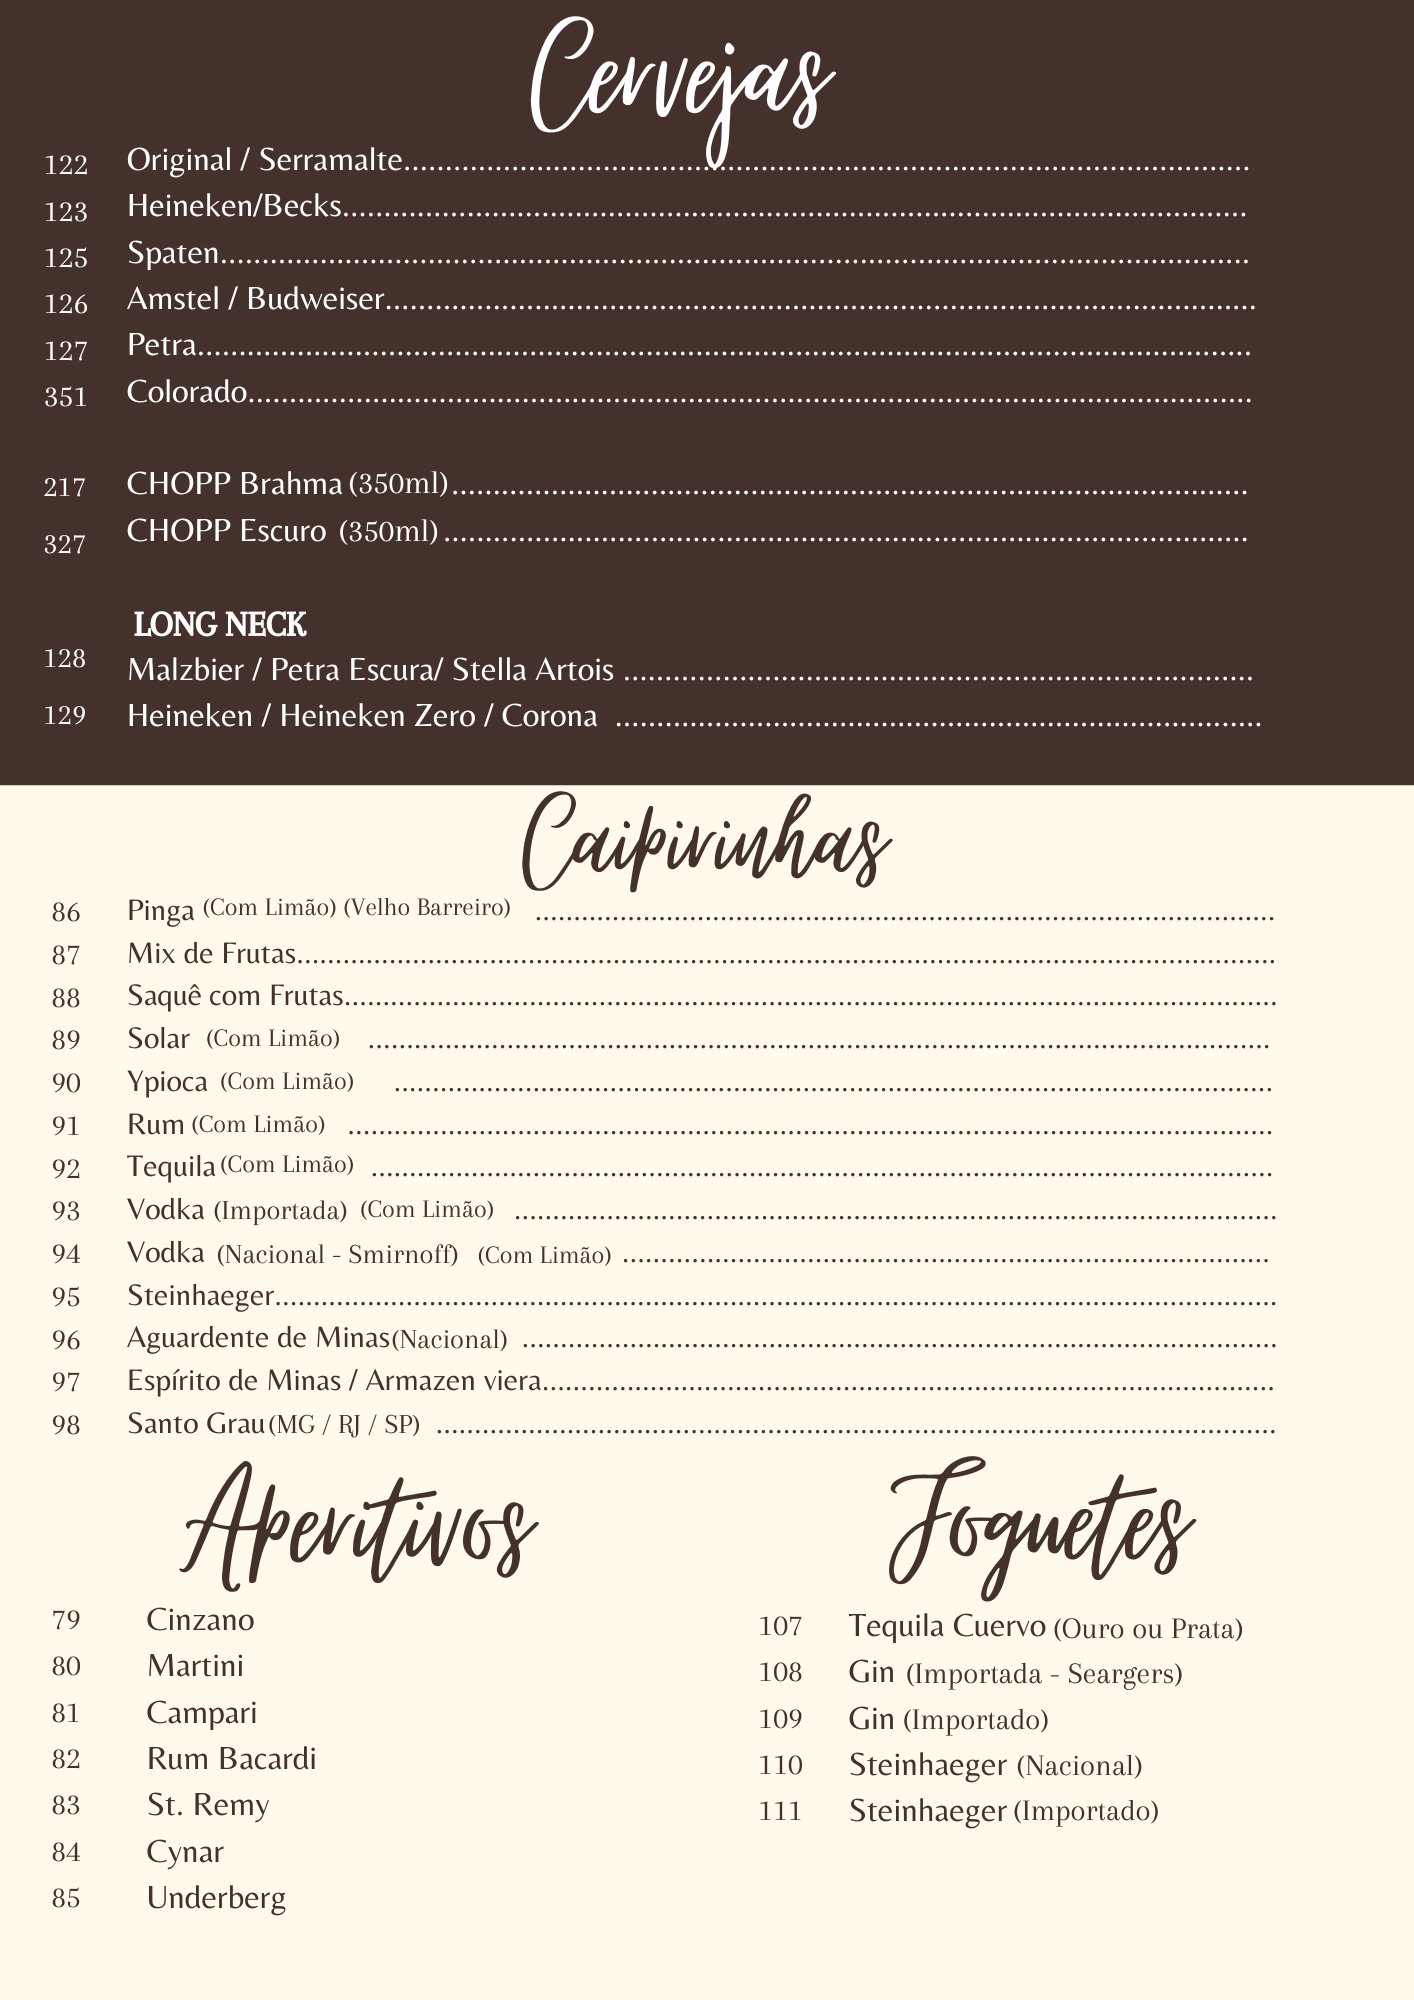 Cervejas
122 Original / Serramalte................................................................................................
123 Heineken/Becks................................................................................................
125 Spaten................................................................................................
126 Amstel / Budweiser................................................................................................
127 Petra................................................................................................
351 Colorado................................................................................................
217 CHOPP Brahma (350ml)................................................................................................
327 CHOPP Escuro (350ml)................................................................................................
LONG NECK
128 Malzbier / Petra Escura/ Stella Artois ................................................................................
129 Heineken / Heineken Zero / Corona ................................................................................
Caipirinhas
86 Pinga (Com Limão) (Velho Barreiro) ................................................................................
87 Mix de Frutas................................................................................................
88 Saquê com Frutas................................................................................................
89 Solar (Com Limão) ................................................................................................
90 Ypioca (Com Limão) ................................................................................................
91 Rum (Com Limão) ................................................................................................
92 Tequila (Com Limão) ................................................................................................
93 Vodka (Importada) (Com Limão) ................................................................................
94 Vodka (Nacional - Smirnoff) (Com Limão) ................................................................................
95 Steinhaeger................................................................................................
96 Aguardente de Minas(Nacional) ................................................................................
97 Espírito de Minas / Armazen viera................................................................................
98 Santo Grau(MG / RJ / SP) ................................................................................
Aperitivos
79 Cinzano
80 Martini
81 Campari
82 Rum Bacardi
83 St. Remy
84 Cynar
85 Underberg
Foguetes
107 Tequila Cuervo (Ouro ou Prata)
108 Gin (Importada - Seargers)
109 Gin (Importado)
110 Steinhaeger (Nacional)
111 Steinhaeger (Importado)